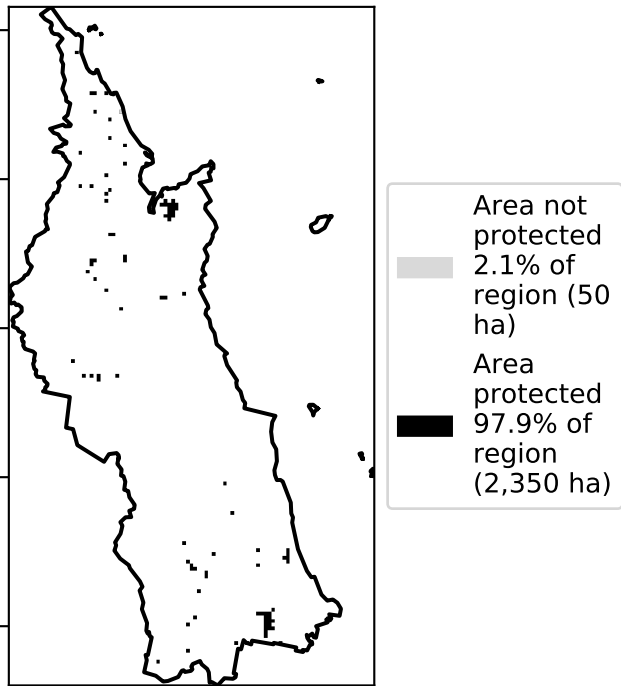 Area not
protected
2.1% of
region (50
ha)
Area
protected
97.9% of
region
(2,350 ha)